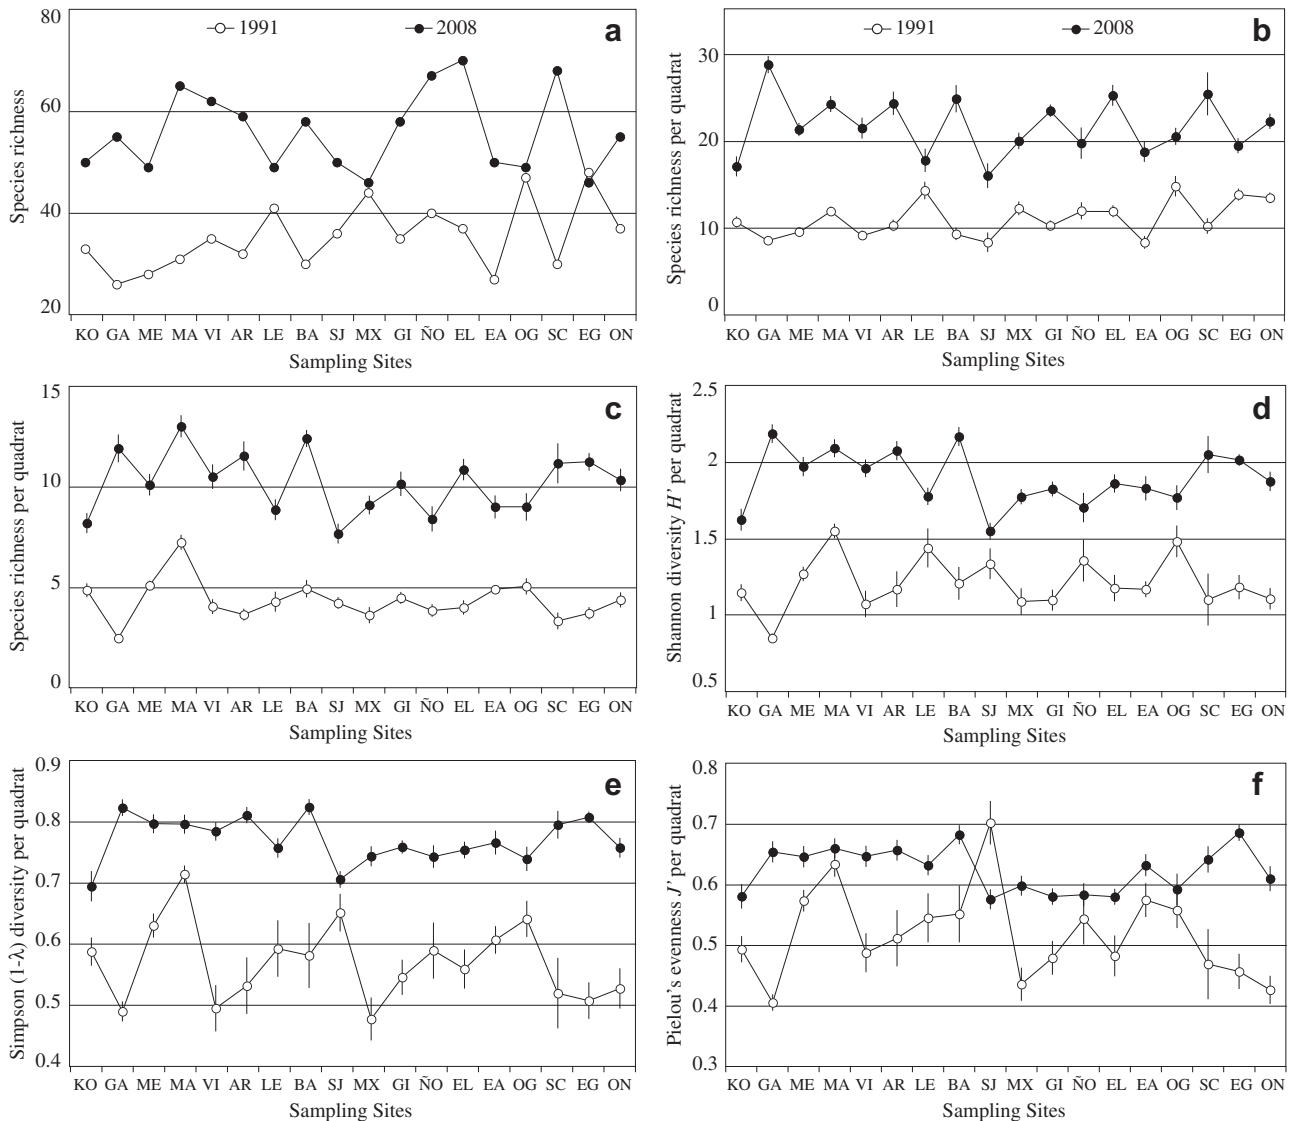 80
1991
2008
a
60
40
20
Species richness
KO GA ME MA VI AR LE BA SJ MX GI ÑO EL EA OG SC EG ON
Sampling Sites
1991
2008
b
30
20
10
0
Species richness per quadrat
KO GA ME MA VI AR LE BA SJ MX GI ÑO EL EA OG SC EG ON
Sampling Sites
15
c
10
5
0
Species richness per quadrat
KO GA ME MA VI AR LE BA SJ MX GI ÑO EL EA OG SC EG ON
Sampling Sites
2.5
d
2
1.5
1
0.5
Shannon diversity H' per quadrat
KO GA ME MA VI AR LE BA SJ MX GI ÑO EL EA OG SC EG ON
Sampling Sites
0.9
e
0.8
0.7
0.6
0.5
0.4
Simpson (1-λ) diversity per quadrat
KO GA ME MA VI AR LE BA SJ MX GI ÑO EL EA OG SC EG ON
Sampling Sites
0.8
f
0.7
0.6
0.5
0.4
0.3
Pielou's evenness J' per quadrat
KO GA ME MA VI AR LE BA SJ MX GI ÑO EL EA OG SC EG ON
Sampling Sites